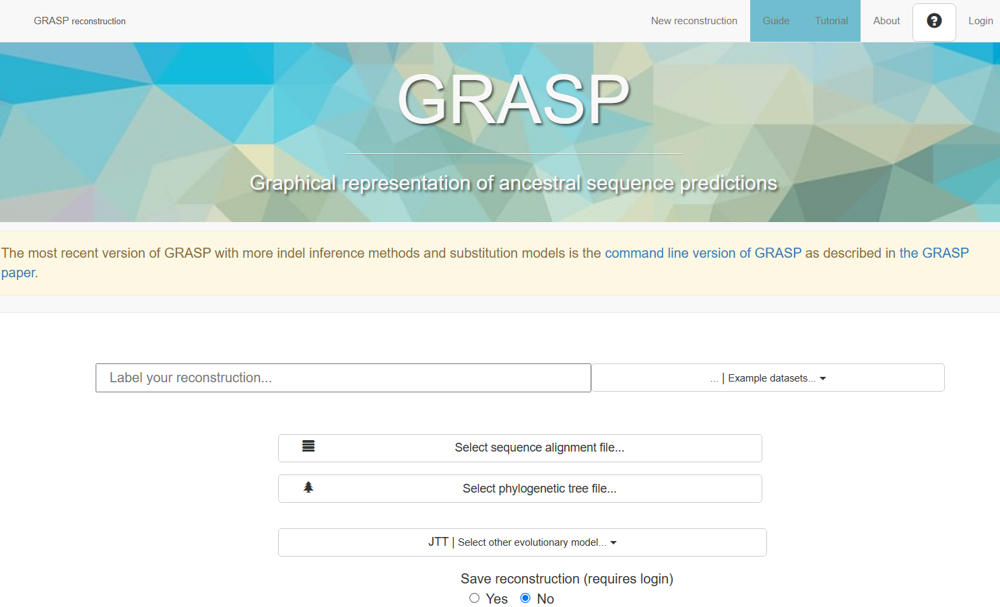 GRASP reconstruction New reconstruction Guide Tutorial About ? Login
GRASP
Graphical representation of ancestral sequence predictions
The most recent version of GRASP with more indel inference methods and substitution models is the command line version of GRASP as described in the GRASP
paper.
Label your reconstruction... ... | Example datasets...
Select sequence alignment file...
Select phylogenetic tree file...
JTT | Select other evolutionary model...
Save reconstruction (requires login)
Yes No